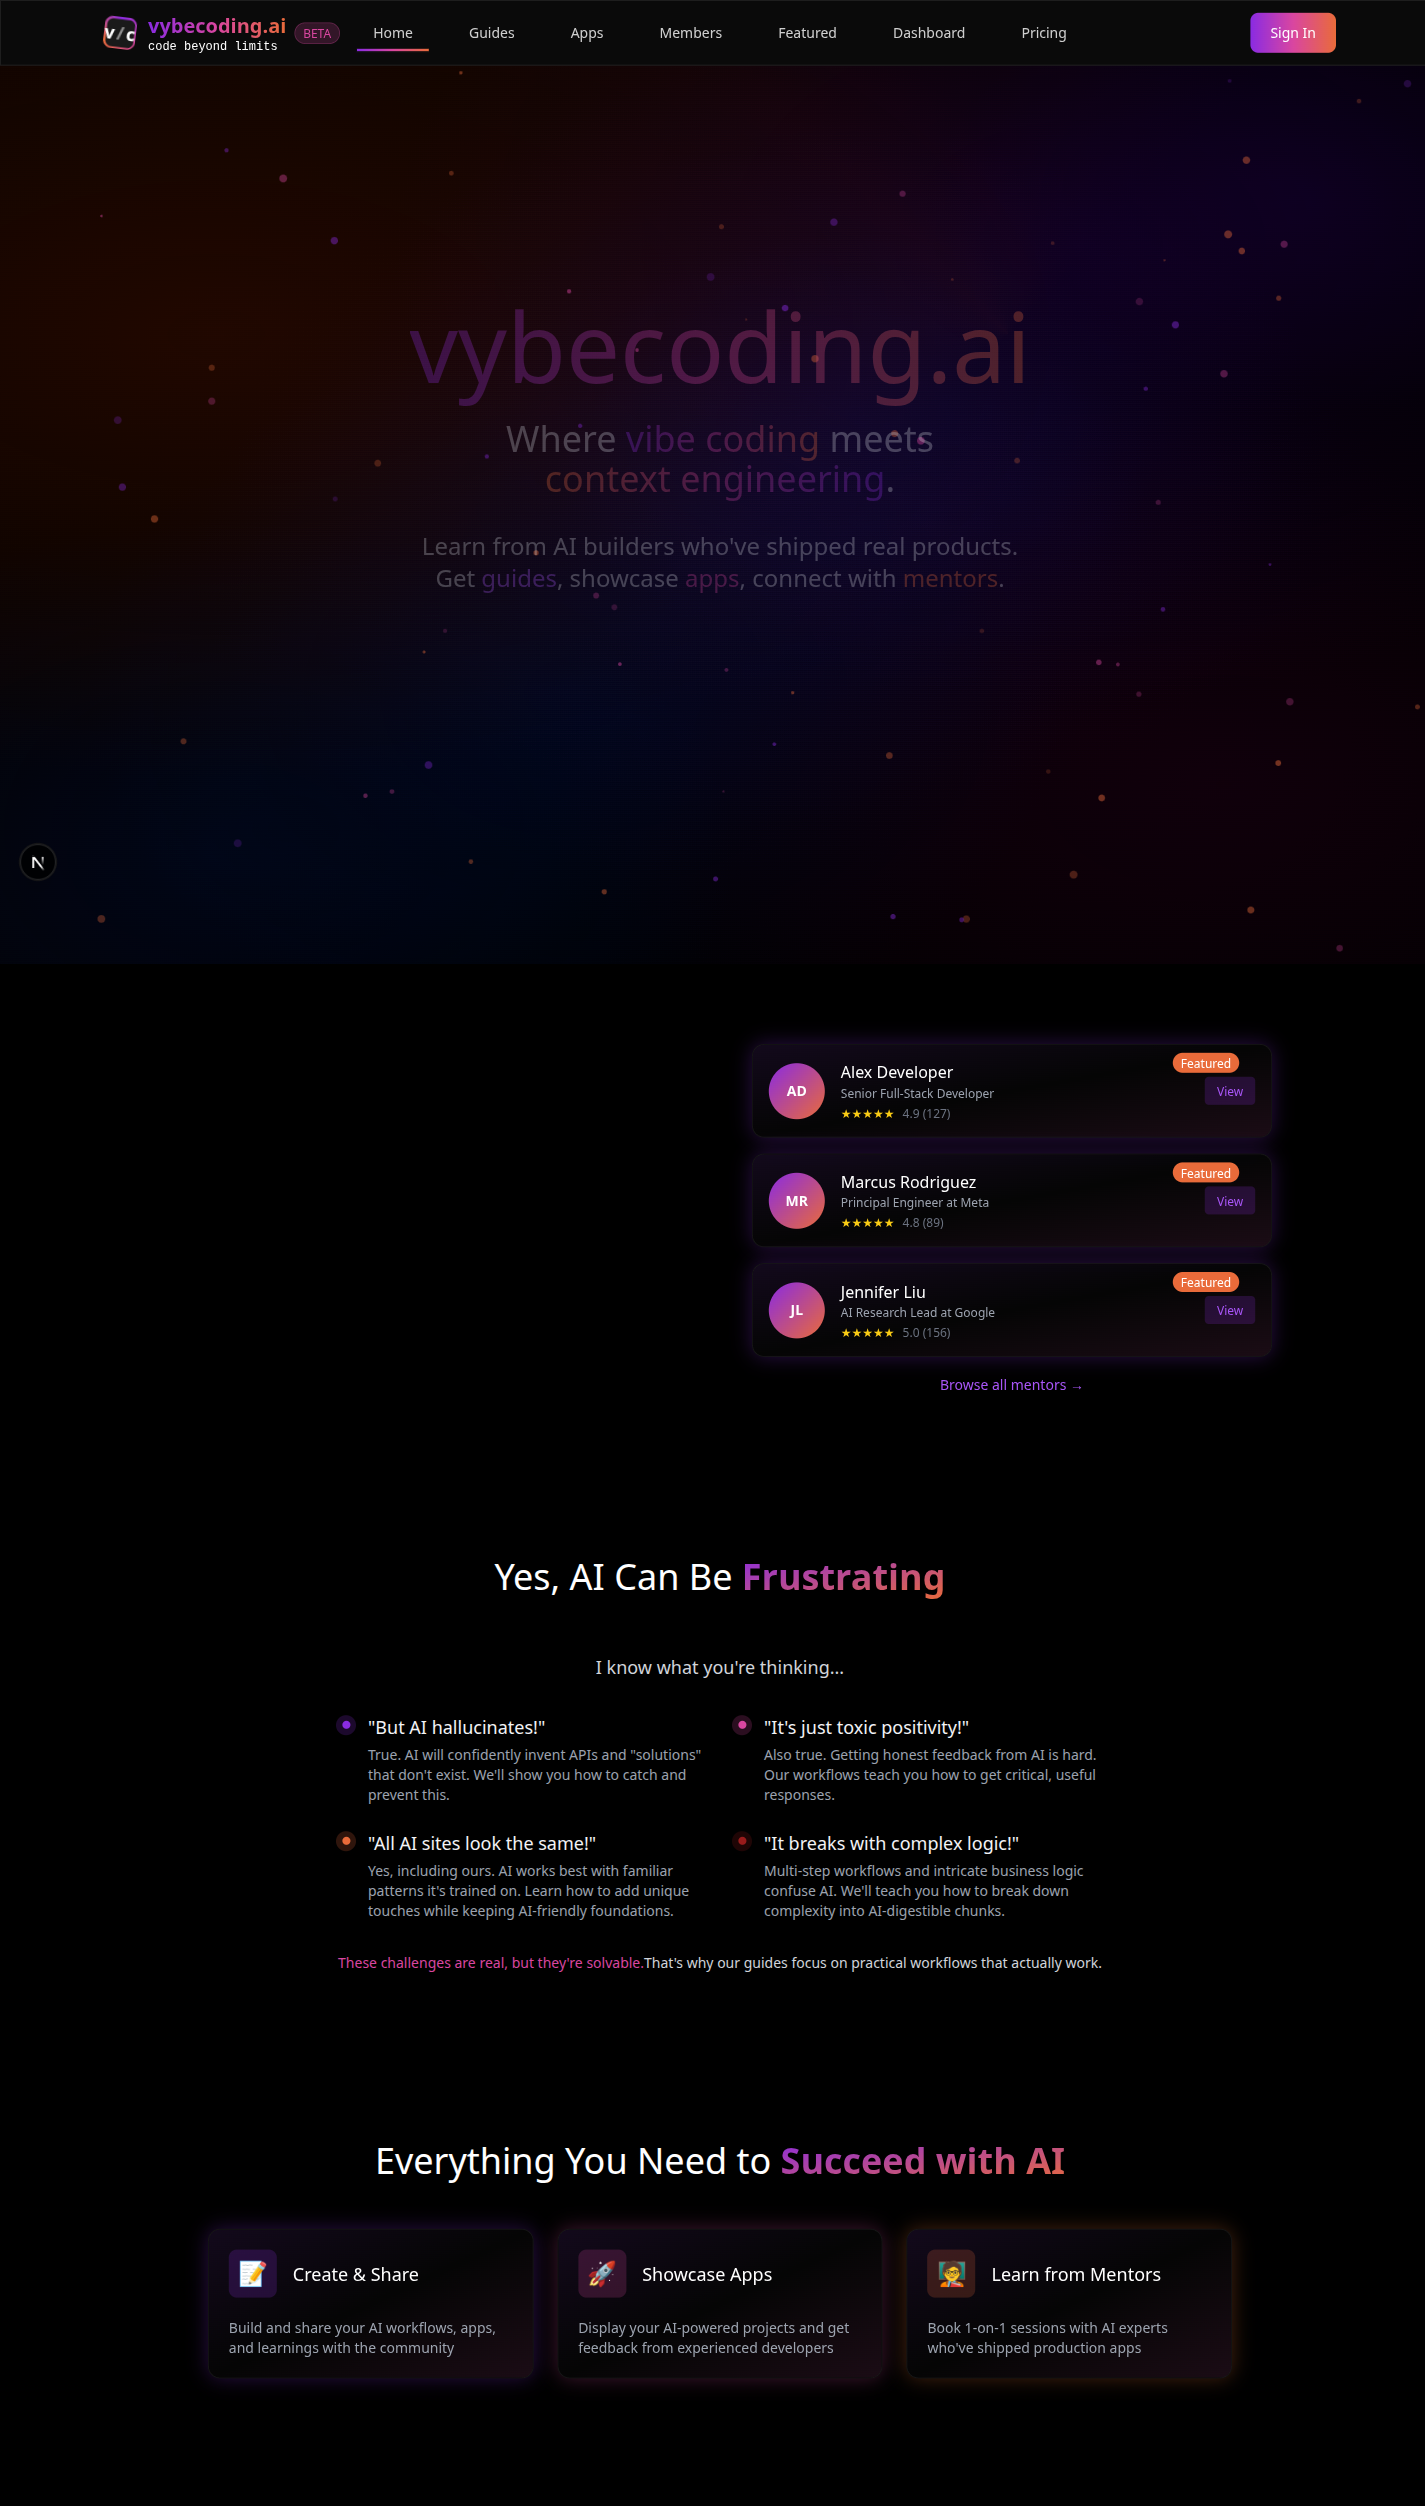 v/c
vybecoding.ai
code beyond limits
BETA
Home
Guides
Apps
Members
Featured
Dashboard
Pricing
Sign In
vybecoding.ai
Where vibe coding meets
context engineering.
Learn from AI builders who've shipped real products.
Get guides, showcase apps, connect with mentors.
N
AD
Alex Developer
Senior Full-Stack Developer
★★★★★ 4.9 (127)
Featured
View
MR
Marcus Rodriguez
Principal Engineer at Meta
★★★★★ 4.8 (89)
Featured
View
JL
Jennifer Liu
AI Research Lead at Google
★★★★★ 5.0 (156)
Featured
View
Browse all mentors →
Yes, AI Can Be Frustrating
I know what you're thinking...
"But AI hallucinates!"
True. AI will confidently invent APIs and "solutions"
that don't exist. We'll show you how to catch and
prevent this.
"It's just toxic positivity!"
Also true. Getting honest feedback from AI is hard.
Our workflows teach you how to get critical, useful
responses.
"All AI sites look the same!"
Yes, including ours. AI works best with familiar
patterns it's trained on. Learn how to add unique
touches while keeping AI-friendly foundations.
"It breaks with complex logic!"
Multi-step workflows and intricate business logic
confuse AI. We'll teach you how to break down
complexity into AI-digestible chunks.
These challenges are real, but they're solvable.That's why our guides focus on practical workflows that actually work.
Everything You Need to Succeed with AI
Create & Share
Build and share your AI workflows, apps,
and learnings with the community
Showcase Apps
Display your AI-powered projects and get
feedback from experienced developers
Learn from Mentors
Book 1-on-1 sessions with AI experts
who've shipped production apps